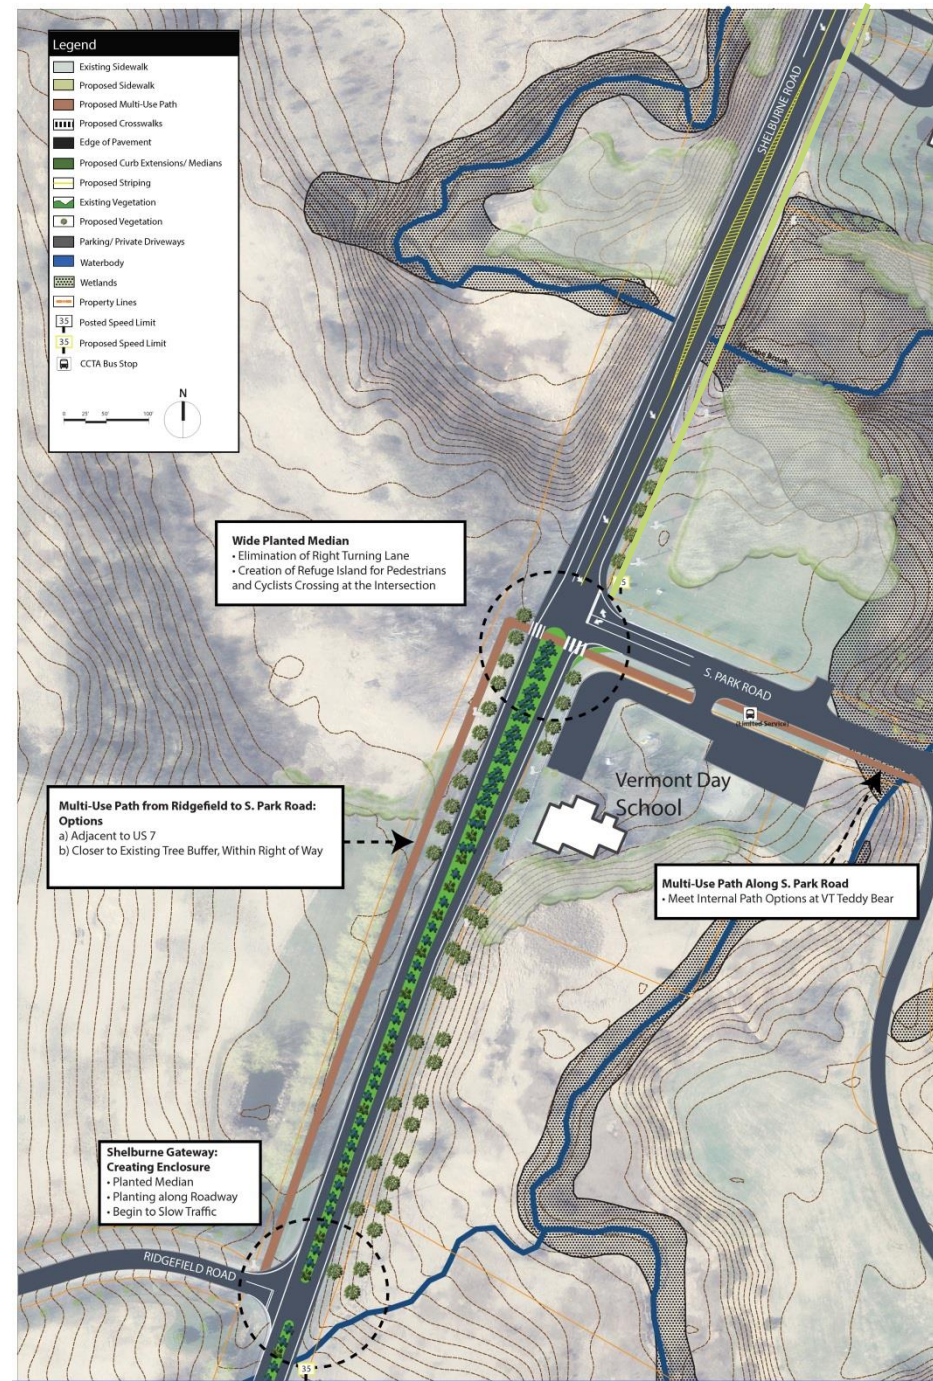 Legend
Existing Sidewalk
Proposed Sidewalk
Proposed Multi-Use Path
Proposed Crosswalks
Edge of Pavement
Proposed Curb Extensions/ Medians
Proposed Striping
Existing Vegetation
Proposed Vegetation
Parking/ Private Driveways
Waterbody
Wetlands
Property Lines
35 Posted Speed Limit
35 Proposed Speed Limit
CCTA Bus Stop
0 25' 50' 100'
N
SHELBURNE ROAD
Wide Planted Median
• Elimination of Right Turning Lane
• Creation of Refuge Island for Pedestrians
and Cyclists Crossing at the Intersection
S. PARK ROAD
(Limited Service)
Vermont Day
School
Multi-Use Path from Ridgefield to S. Park Road:
Options
a) Adjacent to US 7
b) Closer to Existing Tree Buffer, Within Right of Way
Multi-Use Path Along S. Park Road
• Meet Internal Path Options at VT Teddy Bear
Shelburne Gateway:
Creating Enclosure
• Planted Median
• Planting along Roadway
• Begin to Slow Traffic
RIDGEFIELD ROAD
35